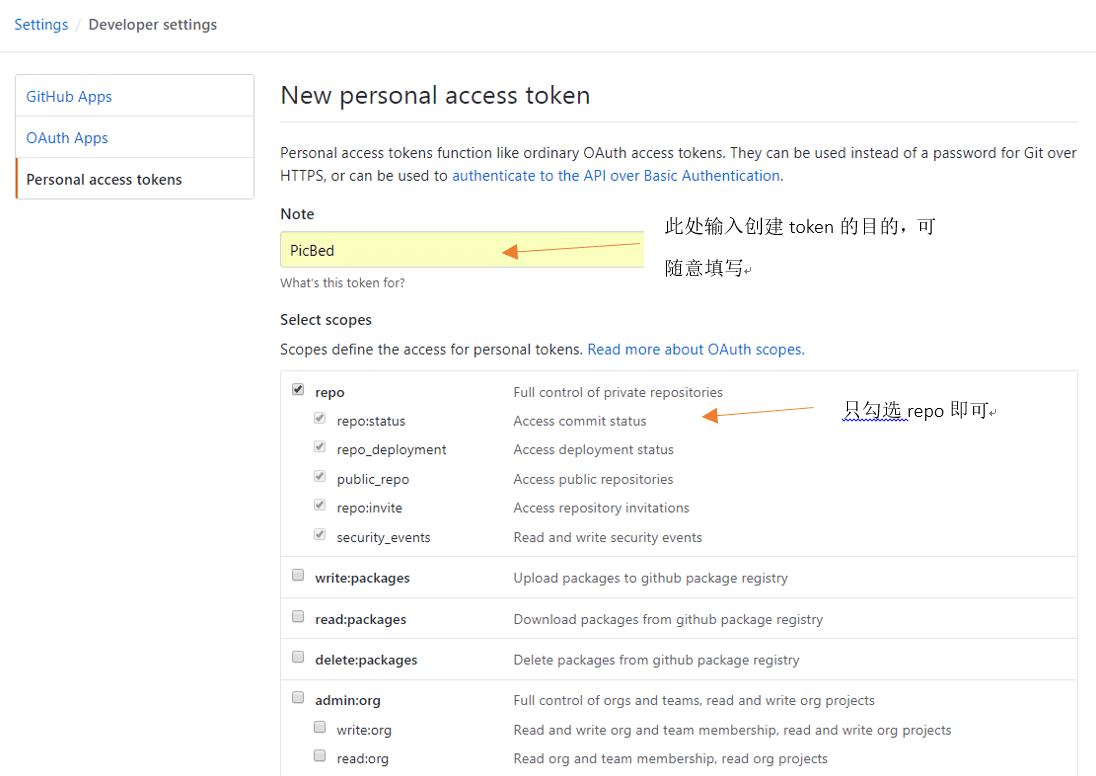 Settings / Developer settings
GitHub Apps
OAuth Apps
Personal access tokens
New personal access token
Personal access tokens function like ordinary OAuth access tokens. They can be used instead of a password for Git over
HTTPS, or can be used to authenticate to the API over Basic Authentication.
Note
PicBed
What's this token for?
此处输入创建 token 的目的，可
随意填写
Select scopes
Scopes define the access for personal tokens. Read more about OAuth scopes.
repo Full control of private repositories
repo:status Access commit status
repo_deployment Access deployment status
public_repo Access public repositories
repo:invite Access repository invitations
security_events Read and write security events
只勾选 repo 即可
write:packages Upload packages to github package registry
read:packages Download packages from github package registry
delete:packages Delete packages from github package registry
admin:org Full control of orgs and teams, read and write org projects
write:org Read and write org and team membership, read and write org projects
read:org Read org and team membership, read org projects